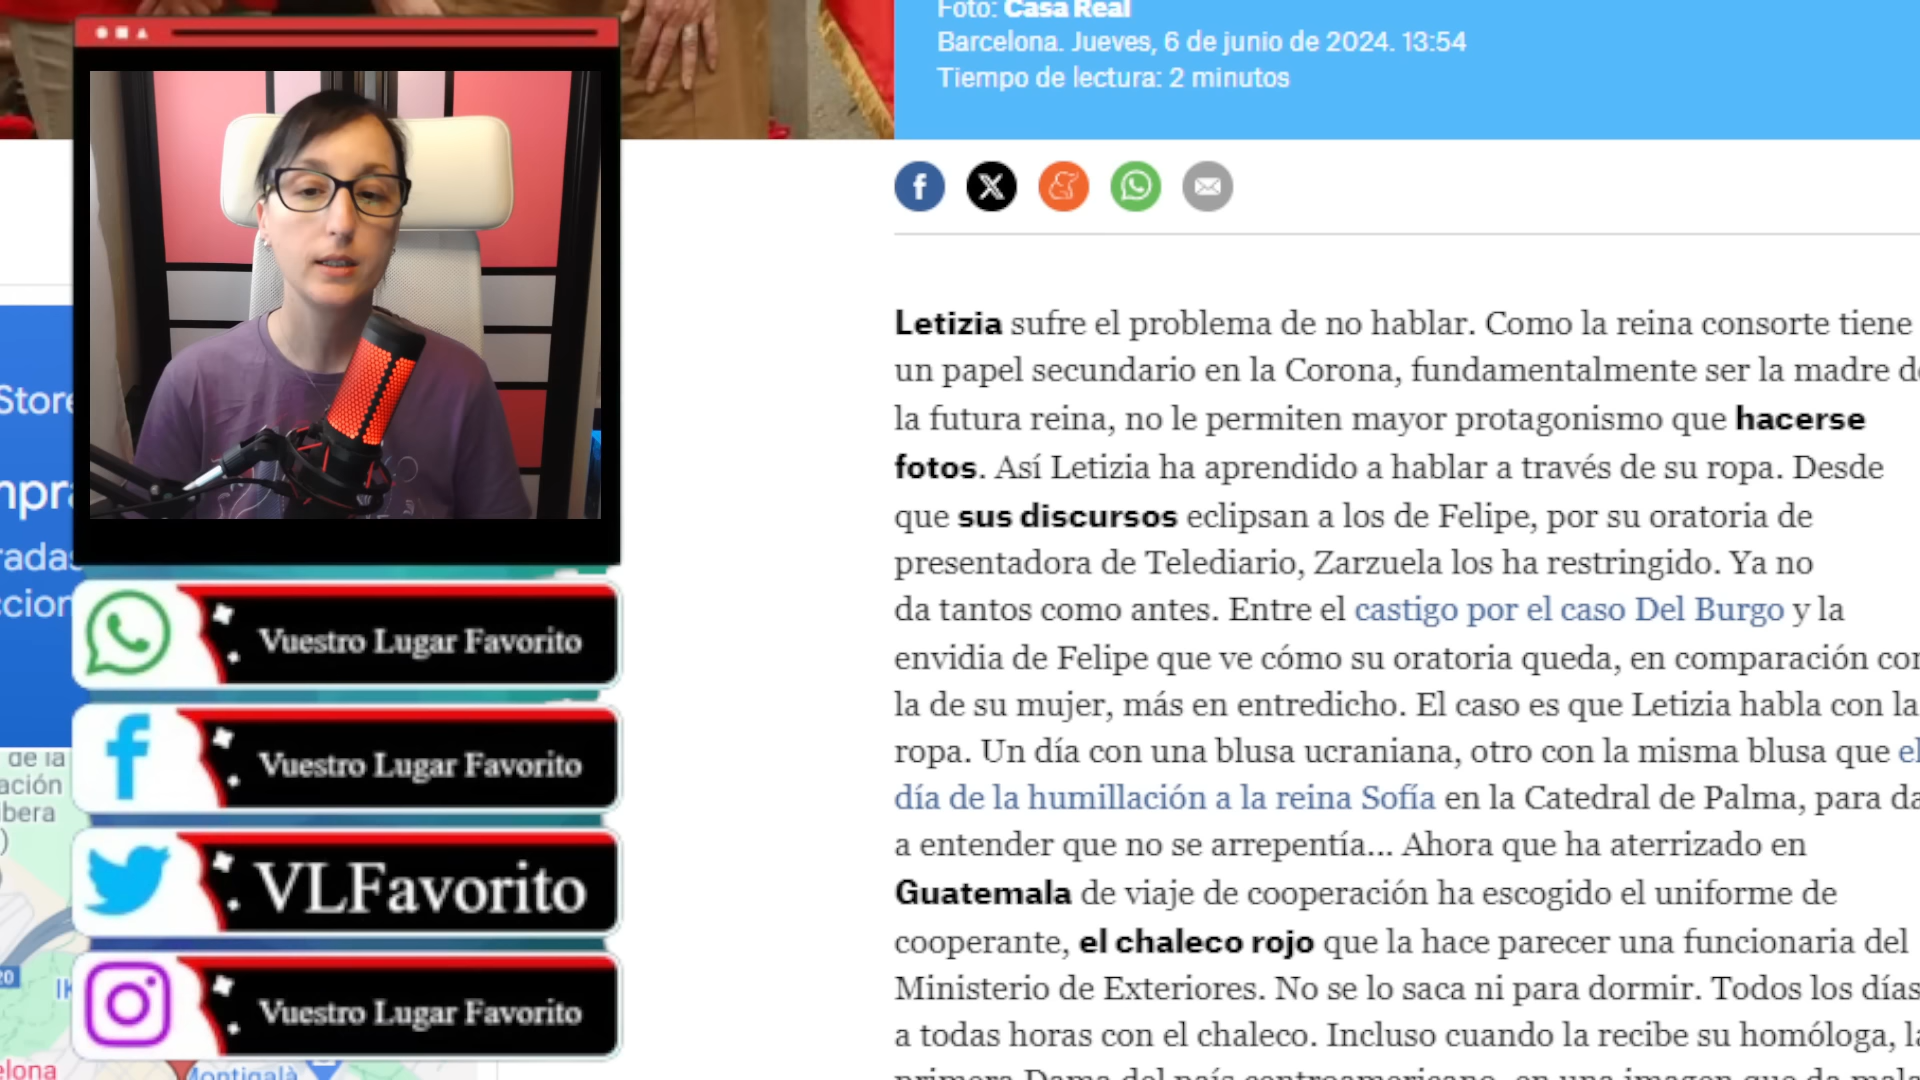 Foto: Casa Real
Barcelona. Jueves, 6 de junio de 2024. 13:54
Tiempo de lectura: 2 minutos
Letizia sufre el problema de no hablar. Como la reina consorte tiene
un papel secundario en la Corona, fundamentalmente ser la madre
la futura reina, no le permiten mayor protagonismo que hacerse
fotos. Así Letizia ha aprendido a hablar a través de su ropa. Desde
que sus discursos eclipsan a los de Felipe, por su oratoria de
presentadora de Telediario, Zarzuela los ha restringido. Ya no
da tantos como antes. Entre el castigo por el caso Del Burgo y la
envidia de Felipe que ve cómo su oratoria queda, en comparación
la de su mujer, más en entredicho. El caso es que Letizia habla con la
ropa. Un día con una blusa ucraniana, otro con la misma blusa que el
día de la humillación a la reina Sofía en la Catedral de Palma, para
a entender que no se arrepentía... Ahora que ha aterrizado en
Guatemala de viaje de cooperación ha escogido el uniforme de
cooperante, el chaleco rojo que la hace parecer una funcionaria del
Ministerio de Exteriores. No se lo saca ni para dormir. Todos los días
a todas horas con el chaleco. Incluso cuando la recibe su homóloga,
Store
de la
Vuestro Lugar Favorito
Vuestro Lugar Favorito
VLFavorito
Vuestro Lugar Favorito